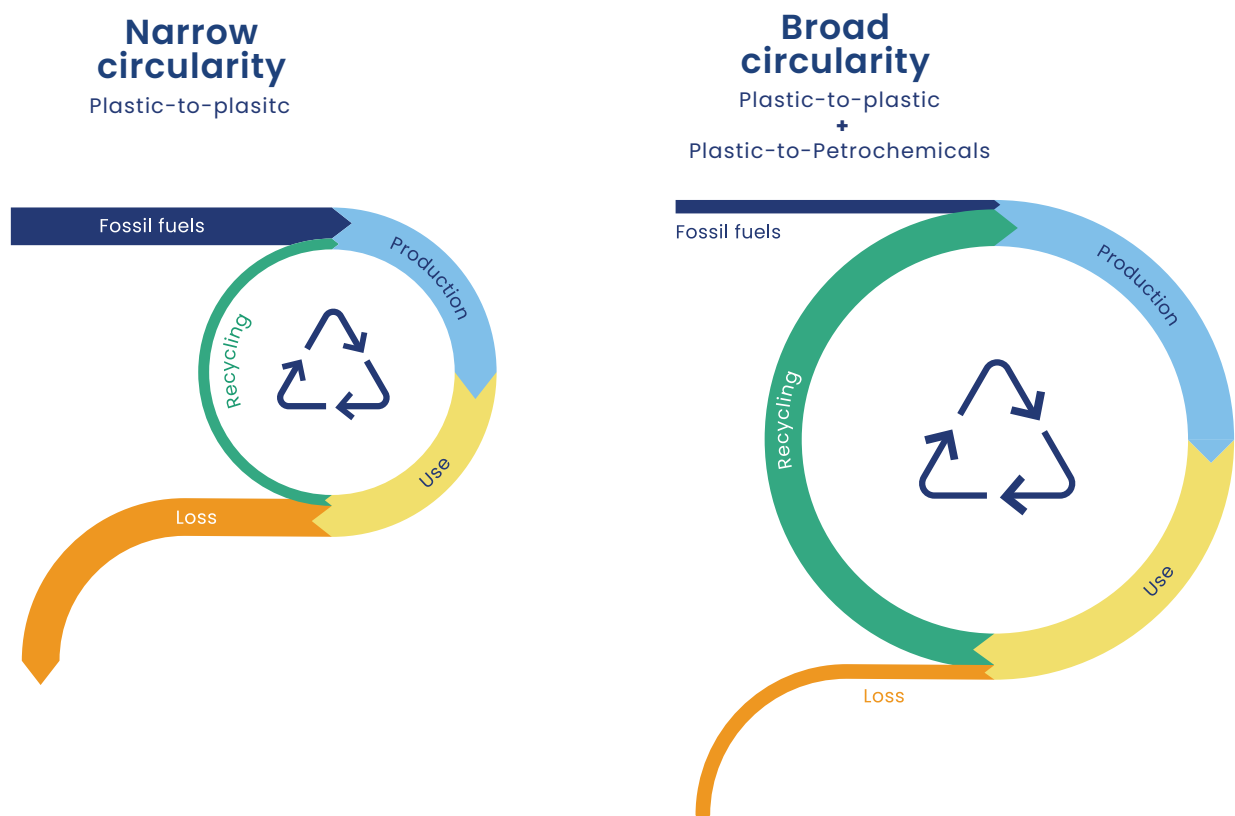 Narrow
circularity
Plastic-to-plasitc
Fossil fuels
Production
Recycling
Use
Loss
Broad
circularity
Plastic-to-plastic
+
Plastic-to-Petrochemicals
Fossil fuels
Production
Recycling
Use
Loss